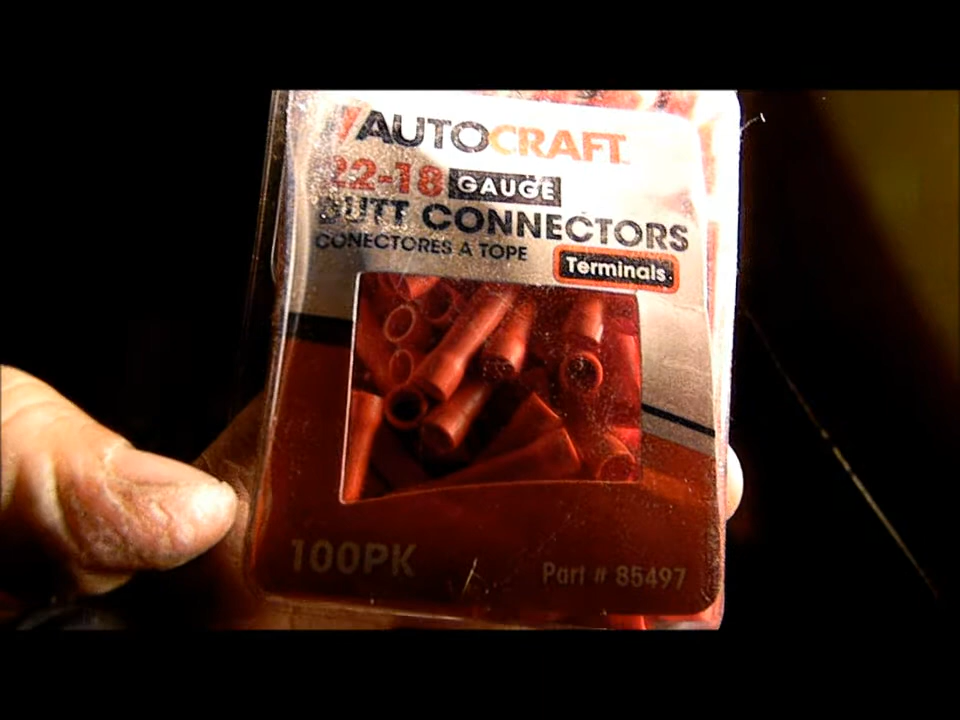 AUTOCRAFT
22-18 GAUGE
BUTT CONNECTORS
CONECTORES A TOPE
Terminals
100PK
Part # 85497